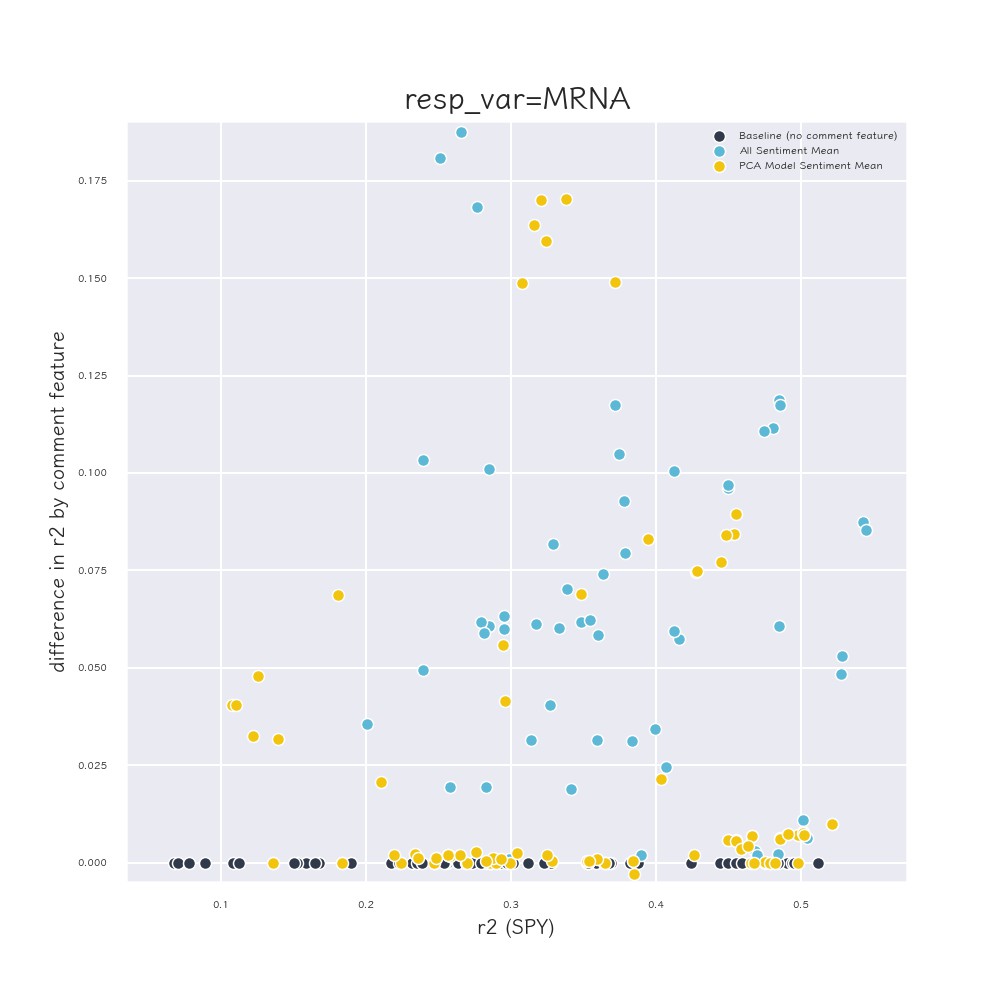 resp_var=MRNA
Baseline (no comment feature)
All Sentiment Mean
PCA Model Sentiment Mean
difference in r2 by comment feature
0.175
0.150
0.125
0.100
0.075
0.050
0.025
0.000
0.1 0.2 0.3 0.4 0.5
r2 (SPY)